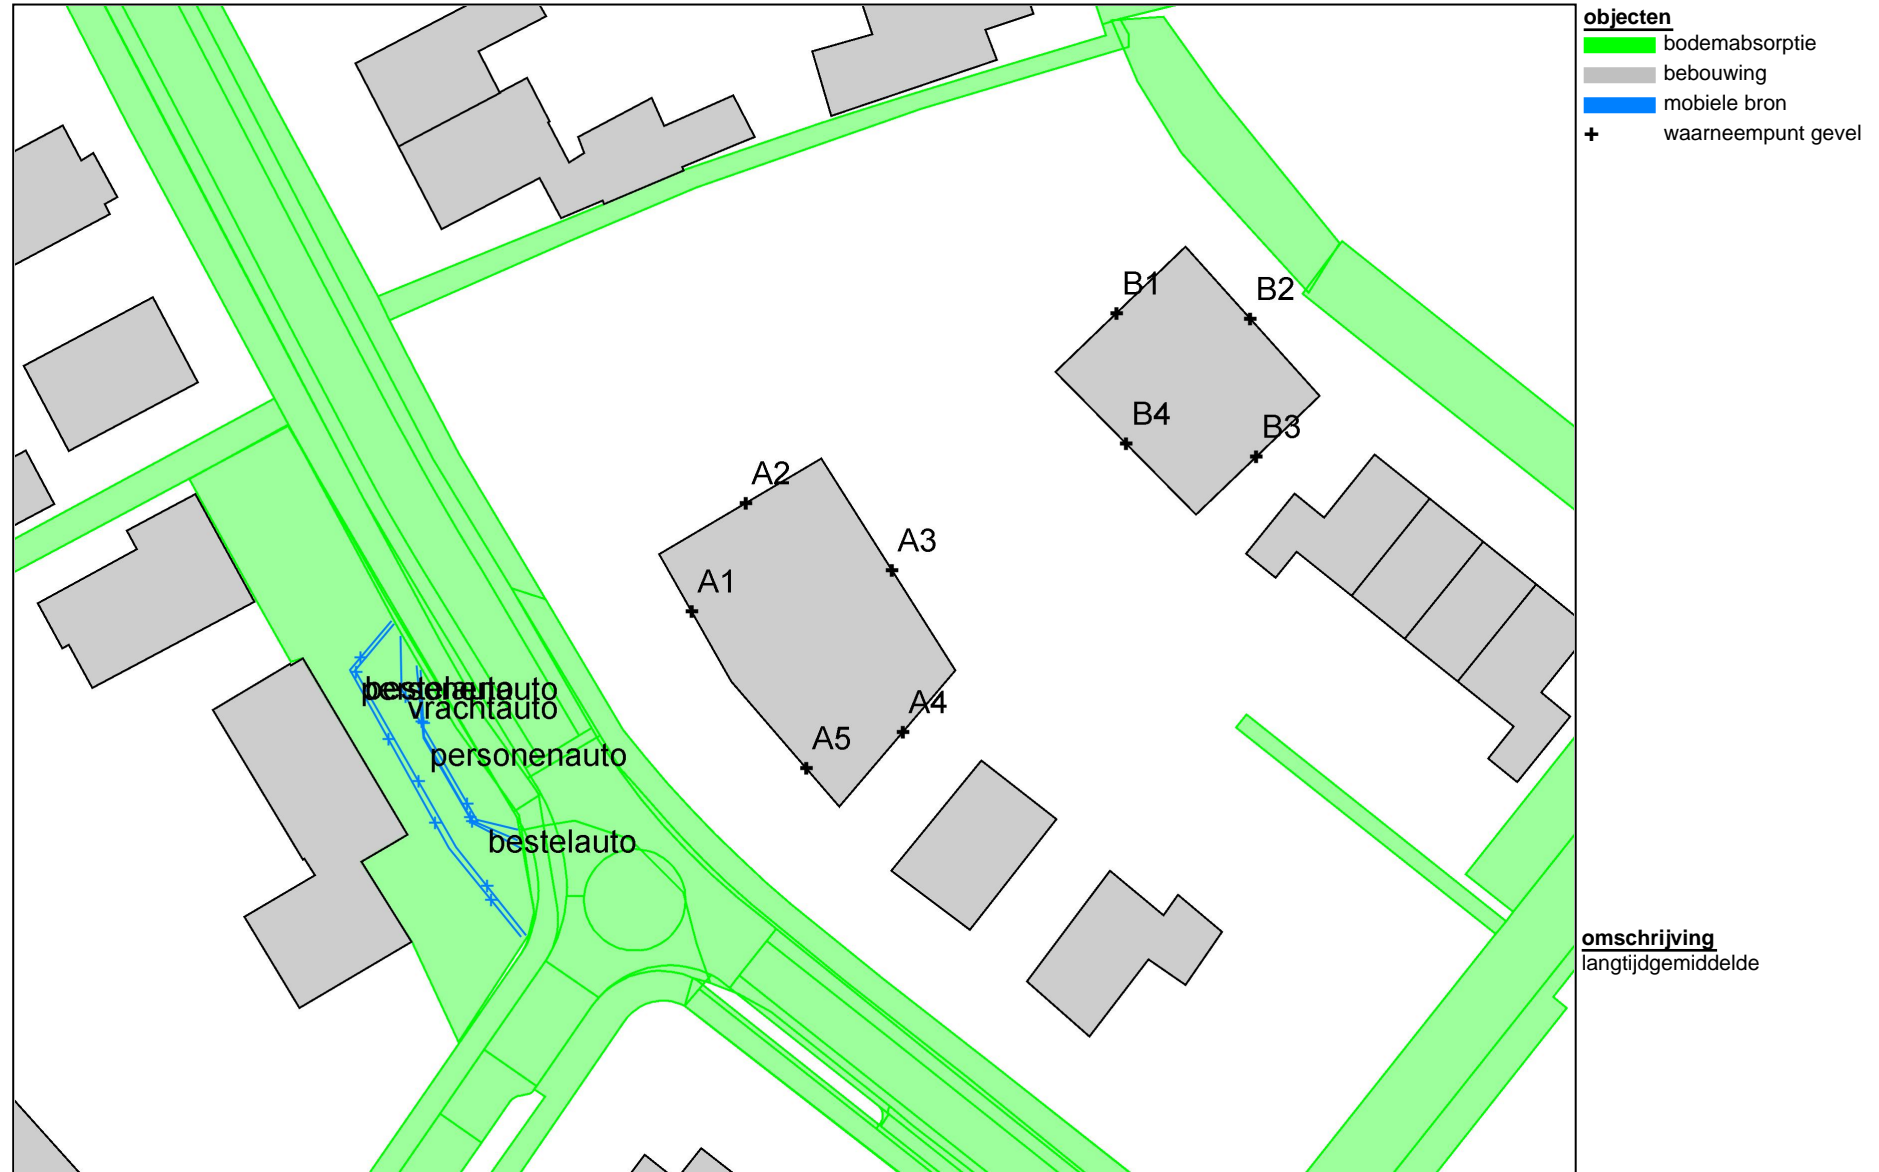 objecten
bodemabsorptie
bebouwing
mobiele bron
waarneempunt gevel
B1
B2
B4
B3
A2
A3
A1
A4
A5
vrachtauto
personenauto
bestelauto
omschrijving
langtijdgemiddelde